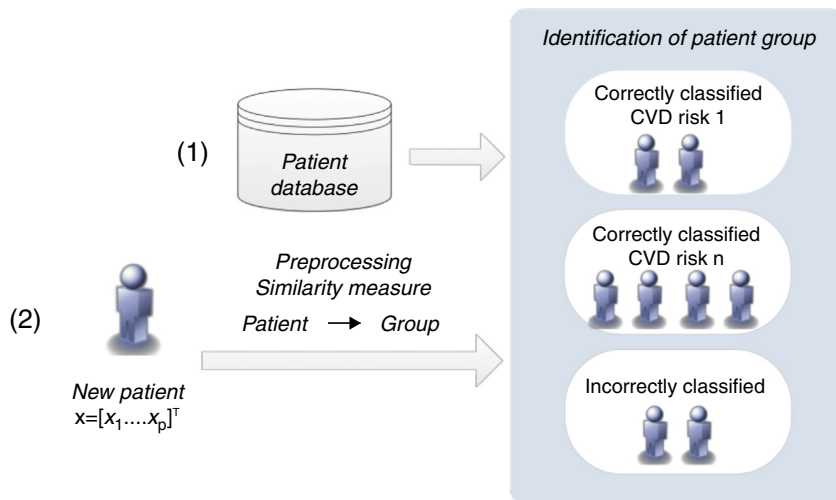 Identification of patient group
Correctly classified
CVD risk 1
(1)
Patient
database
Correctly classified
CVD risk n
Preprocessing
Similarity measure
(2)
Patient → Group
Incorrectly classified
New patient
x=[x₁....xₚ]ᵀ